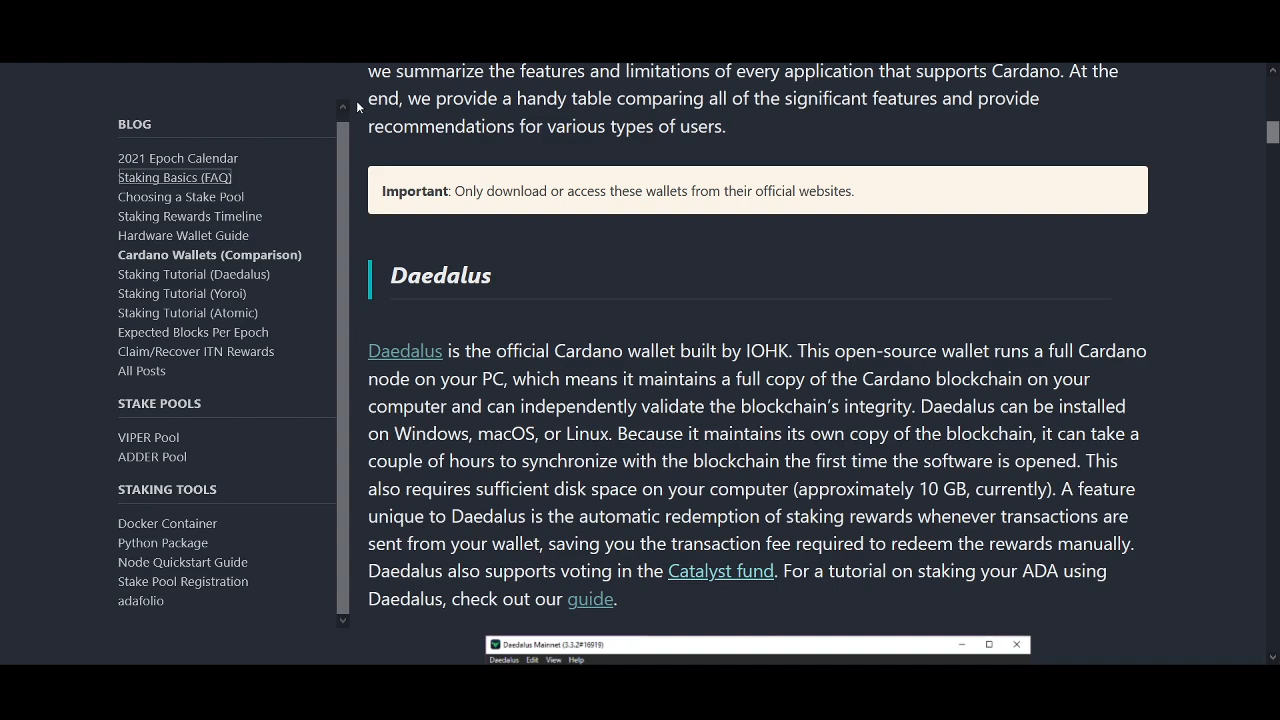 BLOG
2021 Epoch Calendar
Staking Basics (FAQ)
Choosing a Stake Pool
Staking Rewards Timeline
Hardware Wallet Guide
Cardano Wallets (Comparison)
Staking Tutorial (Daedalus)
Staking Tutorial (Yoroi)
Staking Tutorial (Atomic)
Expected Blocks Per Epoch
Claim/Recover ITN Rewards
All Posts
STAKE POOLS
VIPER Pool
ADDER Pool
STAKING TOOLS
Docker Container
Python Package
Node Quickstart Guide
Stake Pool Registration
adafolio
we summarize the features and limitations of every application that supports Cardano. At the
end, we provide a handy table comparing all of the significant features and provide
recommendations for various types of users.
Important: Only download or access these wallets from their official websites.
Daedalus
Daedalus is the official Cardano wallet built by IOHK. This open-source wallet runs a full Cardano
node on your PC, which means it maintains a full copy of the Cardano blockchain on your
computer and can independently validate the blockchain’s integrity. Daedalus can be installed
on Windows, macOS, or Linux. Because it maintains its own copy of the blockchain, it can take a
couple of hours to synchronize with the blockchain the first time the software is opened. This
also requires sufficient disk space on your computer (approximately 10 GB, currently). A feature
unique to Daedalus is the automatic redemption of staking rewards whenever transactions are
sent from your wallet, saving you the transaction fee required to redeem the rewards manually.
Daedalus also supports voting in the Catalyst fund. For a tutorial on staking your ADA using
Daedalus, check out our guide.
Daedalus Mainnet (3.3.2#16919)
Daedalus Edit View Help